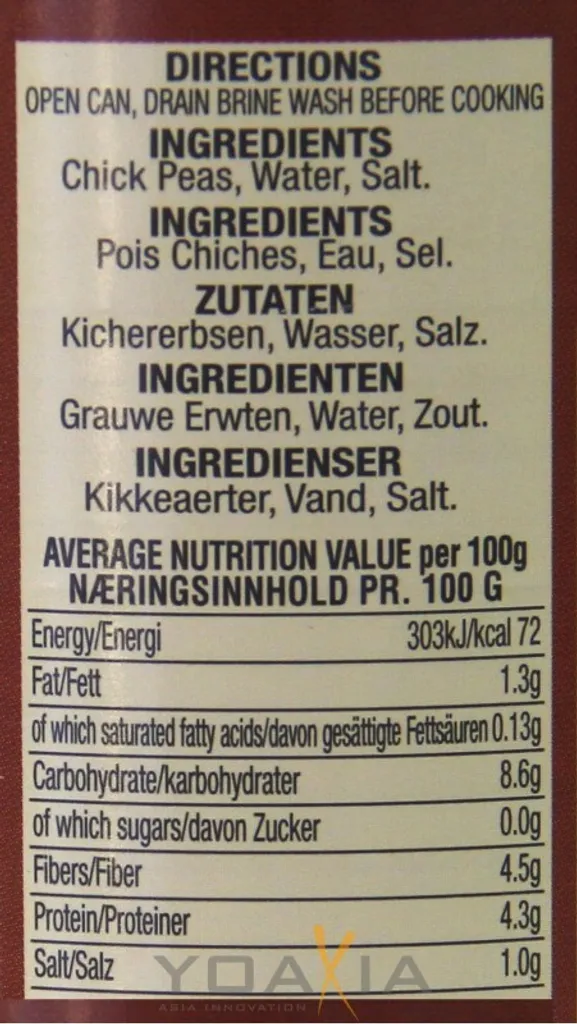 DIRECTIONS
OPEN CAN, DRAIN BRINE WASH BEFORE COOKING
INGREDIENTS
Chick Peas, Water, Salt.
INGREDIENTS
Pois Chiches, Eau, Sel.
ZUTATEN
Kichererbsen, Wasser, Salz.
INGREDIENTEN
Grauwe Erwten, Water, Zout.
INGREDIENSER
Kikkeaerter, Vand, Salt.
AVERAGE NUTRITION VALUE per 100g
NÆRINGSINNHOLD PR. 100 G
Energy/Energi 303kJ/kcal 72
Fat/Fett 1.3g
of which saturated fatty acids/davon gesättigte Fettsäuren 0.13g
Carbohydrate/karbohydrater 8.6g
of which sugars/davon Zucker 0.0g
Fibers/Fiber 4.5g
Protein/Proteiner 4.3g
Salt/Salz 1.0g
YOAXIA
ASIA INNOVATION